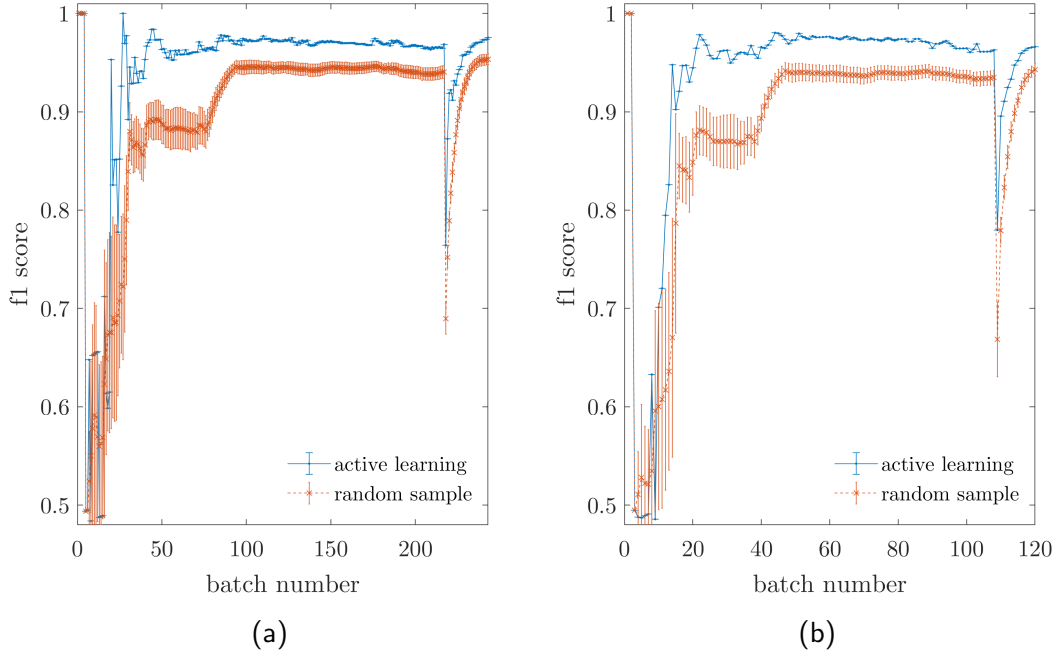 1
0.9
0.8
0.7
0.6
0.5
f1 score
0 50 100 150 200
batch number
active learning
random sample
(a)
1
0.9
0.8
0.7
0.6
0.5
f1 score
0 20 40 60 80 100 120
batch number
active learning
random sample
(b)